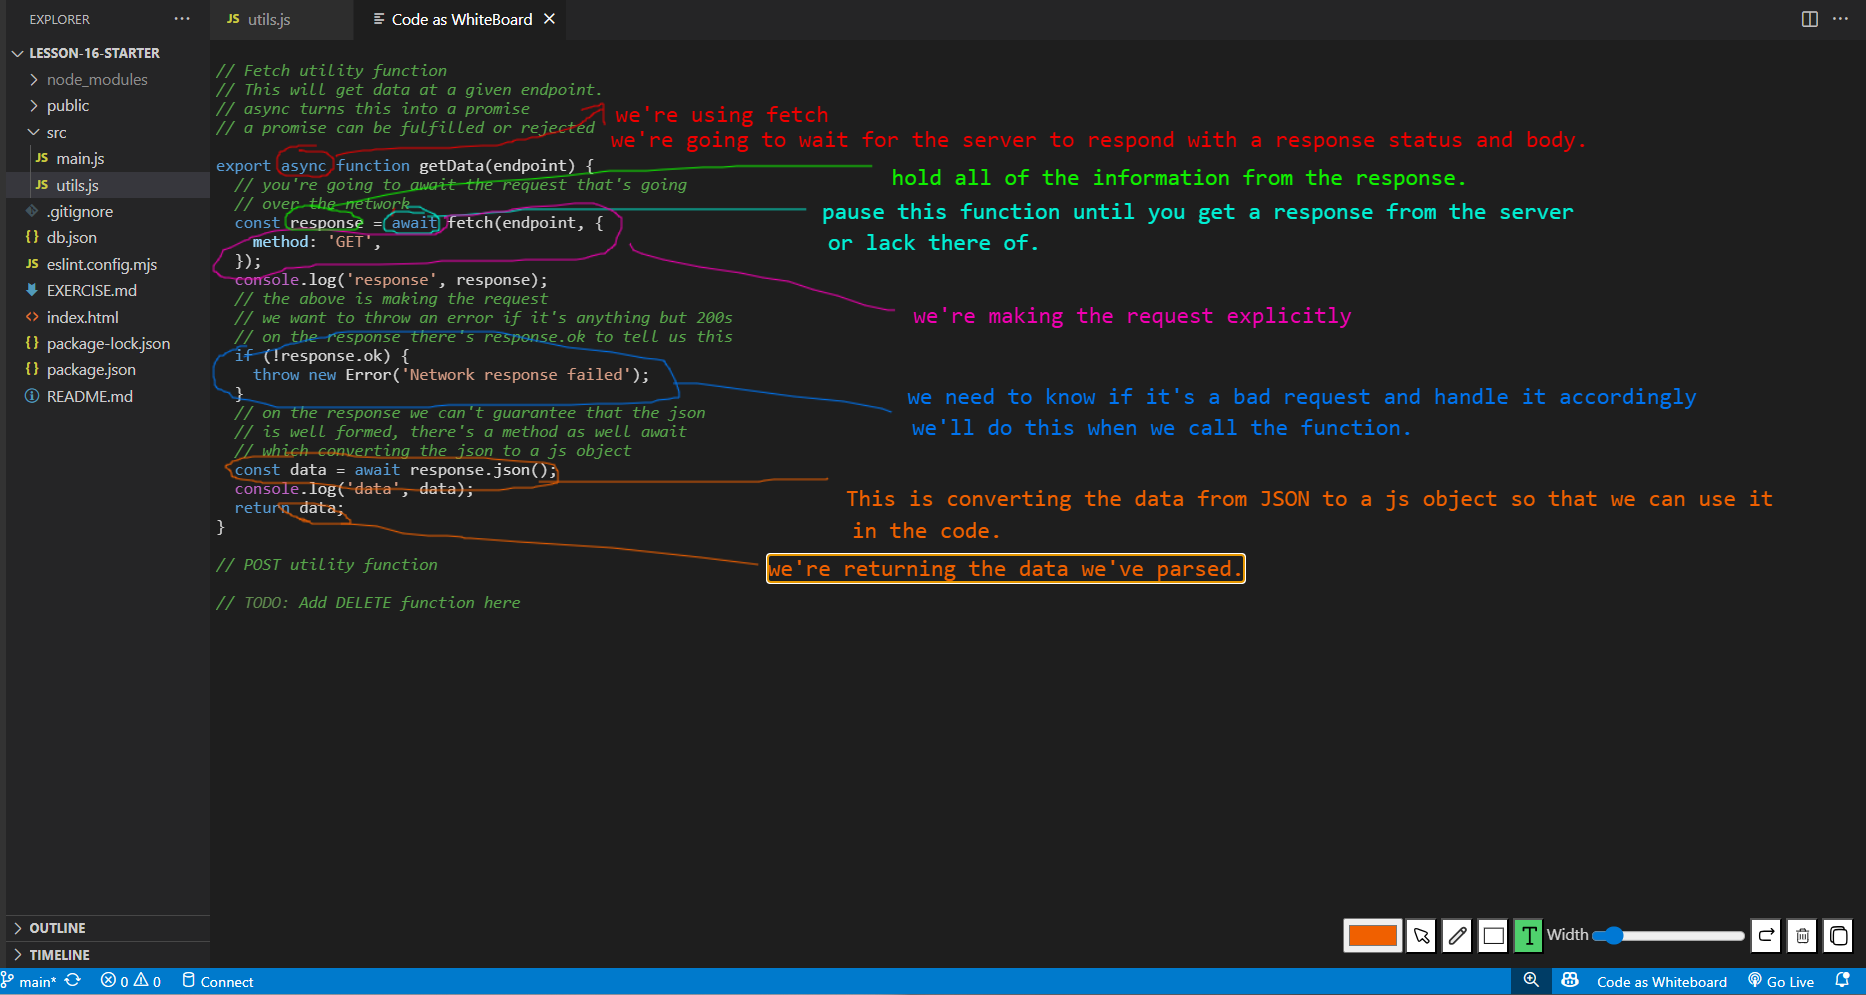 EXPLORER
utils.js
Code as WhiteBoard
LESSON-16-STARTER
node_modules
public
src
JS main.js
JS utils.js
.gitignore
{} db.json
JS eslint.config.mjs
EXERCISE.md
<> index.html
{} package-lock.json
{} package.json
README.md
OUTLINE
TIMELINE
// Fetch utility function
// This will get data at a given endpoint.
// async turns this into a promise
// a promise can be fulfilled or rejected
export async function getData(endpoint) {
// you're going to await the request that's going
// over the network
const response = await fetch(endpoint, {
method: 'GET',
});
console.log('response', response);
// the above is making the request
// we want to throw an error if it's anything but 200s
// on the response there's response.ok to tell us this
if (!response.ok) {
throw new Error('Network response failed');
}
// on the response we can't guarantee that the json
// is well formed, there's a method as well await
// which converting the json to a js object
const data = await response.json();
console.log('data', data);
return data;
}
// POST utility function
// TODO: Add DELETE function here
we're using fetch
we're going to wait for the server to respond with a response status and body.
hold all of the information from the response.
pause this function until you get a response from the server
or lack there of.
we're making the request explicitly
we need to know if it's a bad request and handle it accordingly
we'll do this when we call the function.
This is converting the data from JSON to a js object so that we can use it
in the code.
we're returning the data we've parsed.
T
Width
main*
0
0
Connect
Code as Whiteboard
Go Live